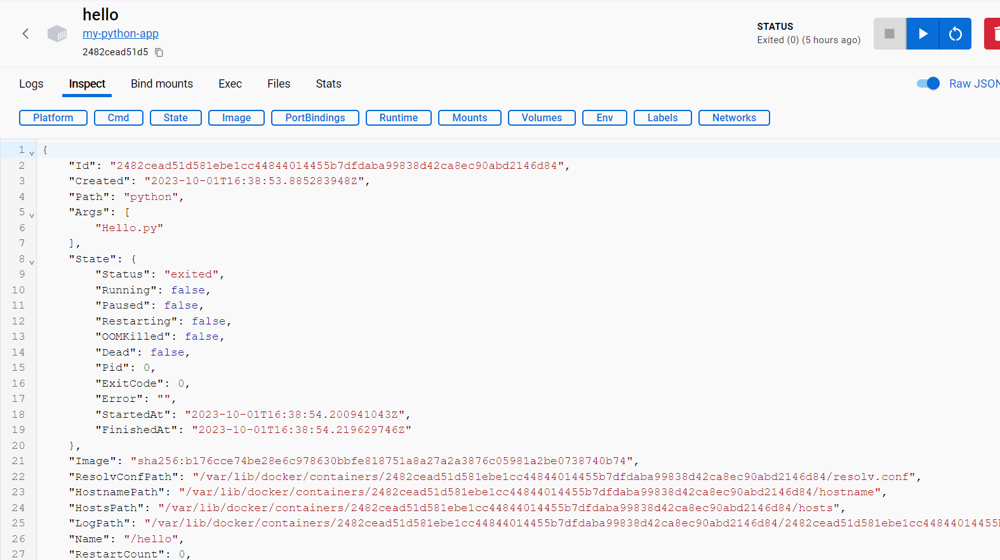 hello
my-python-app
2482cead51d5
STATUS
Exited (0) (5 hours ago)
Logs Inspect Bind mounts Exec Files Stats Raw JSON
Platform Cmd State Image PortBindings Runtime Mounts Volumes Env Labels Networks
1 {
2 "Id": "2482cead51d581ebe1cc44844014455b7dfdaba99838d42ca8ec90abd2146d84",
3 "Created": "2023-10-01T16:38:53.885283948Z",
4 "Path": "python",
5 "Args": [
6 "Hello.py"
7 ],
8 "State": {
9 "Status": "exited",
10 "Running": false,
11 "Paused": false,
12 "Restarting": false,
13 "OOMKilled": false,
14 "Dead": false,
15 "Pid": 0,
16 "ExitCode": 0,
17 "Error": "",
18 "StartedAt": "2023-10-01T16:38:54.200941043Z",
19 "FinishedAt": "2023-10-01T16:38:54.219629746Z"
20 },
21 "Image": "sha256:b176cce74be28e6c978630bbfe818751a8a27a2a3876c05981a2be0738740b74",
22 "ResolvConfPath": "/var/lib/docker/containers/2482cead51d581ebe1cc44844014455b7dfdaba99838d42ca8ec90abd2146d84/resolv.conf",
23 "HostnamePath": "/var/lib/docker/containers/2482cead51d581ebe1cc44844014455b7dfdaba99838d42ca8ec90abd2146d84/hostname",
24 "HostsPath": "/var/lib/docker/containers/2482cead51d581ebe1cc44844014455b7dfdaba99838d42ca8ec90abd2146d84/hosts",
25 "LogPath": "/var/lib/docker/containers/2482cead51d581ebe1cc44844014455b7dfdaba99838d42ca8ec90abd2146d84/2482cead51d581ebe1cc44844014455
26 "Name": "/hello",
27 "RestartCount": 0,